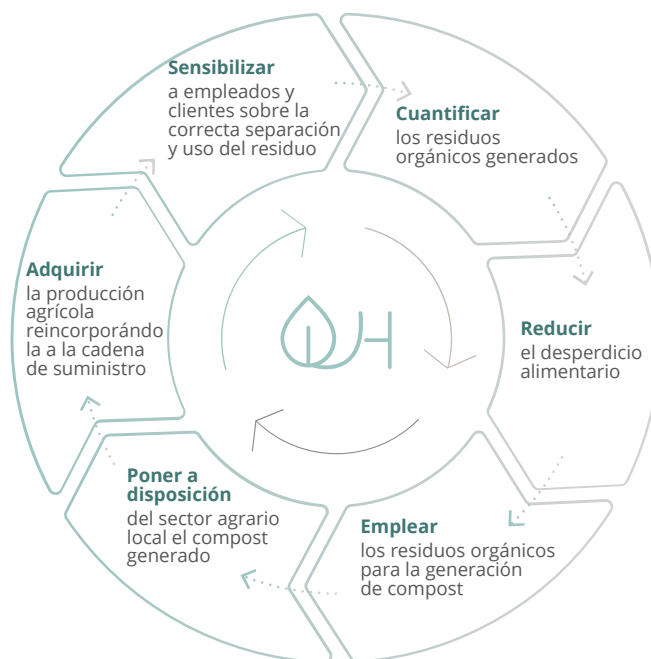 Sensibilizar
a empleados y
clientes sobre la
correcta separación
y uso del residuo
Cuantificar
los residuos
orgánicos generados
Reducir
el desperdicio
alimentario
Emplear
los residuos orgánicos
para la generación
de compost
Poner a
disposición
del sector agrario
local el compost
generado
Adquirir
la producción
agrícola
reincorporándo
la a la cadena
de suministro